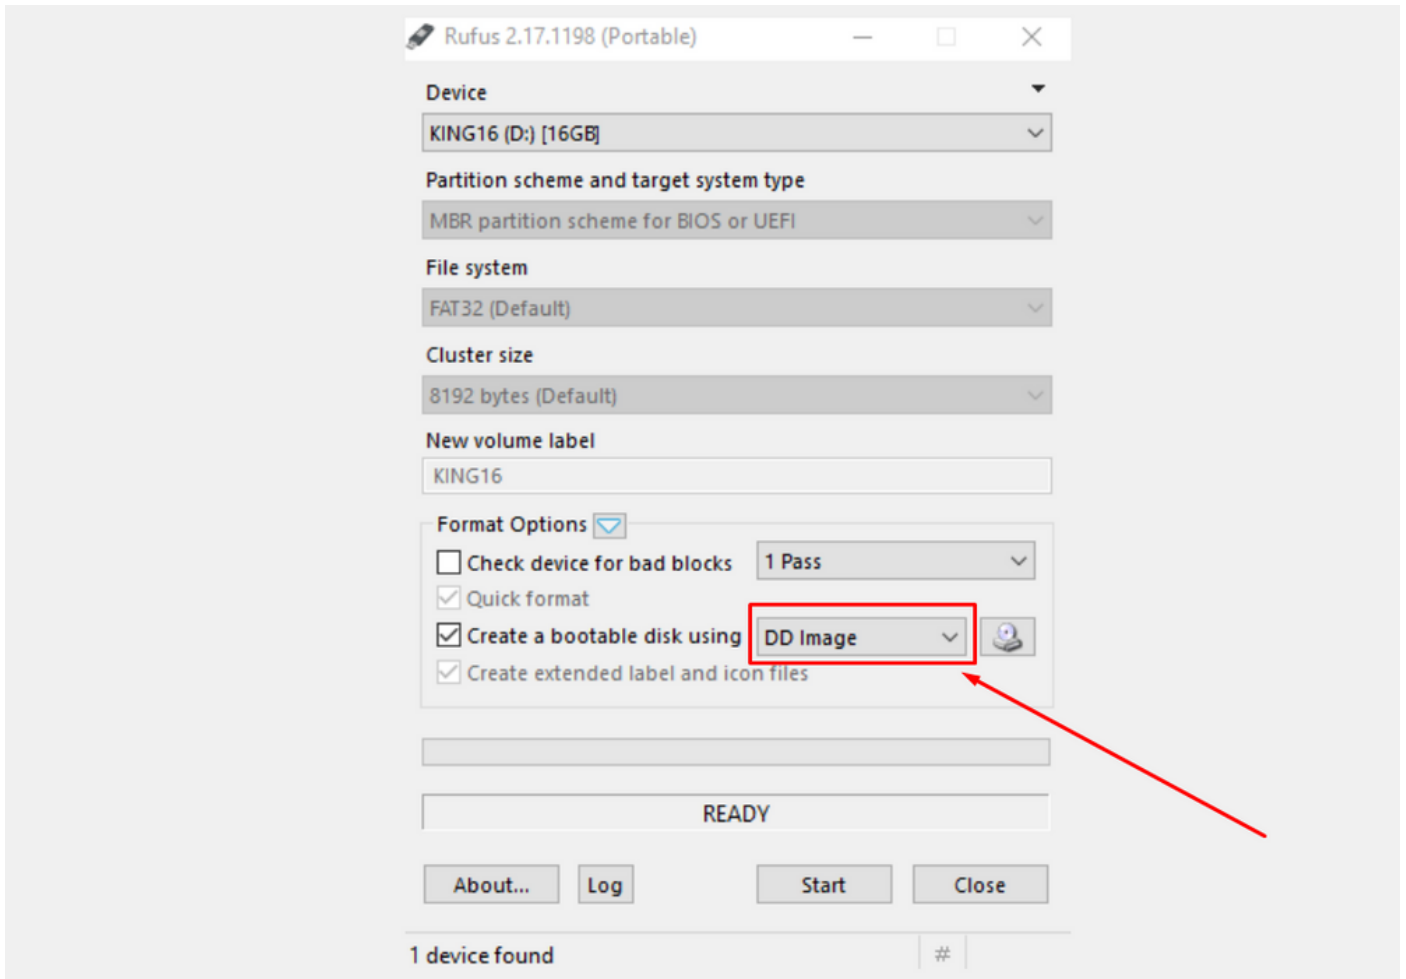 Rufus 2.17.1198 (Portable)
Device
KING16 (D:) [16GB]
Partition scheme and target system type
MBR partition scheme for BIOS or UEFI
File system
FAT32 (Default)
Cluster size
8192 bytes (Default)
New volume label
KING16
Format Options
Check device for bad blocks 1 Pass
Quick format
Create a bootable disk using DD Image
Create extended label and icon files
READY
About... Log Start Close
1 device found #